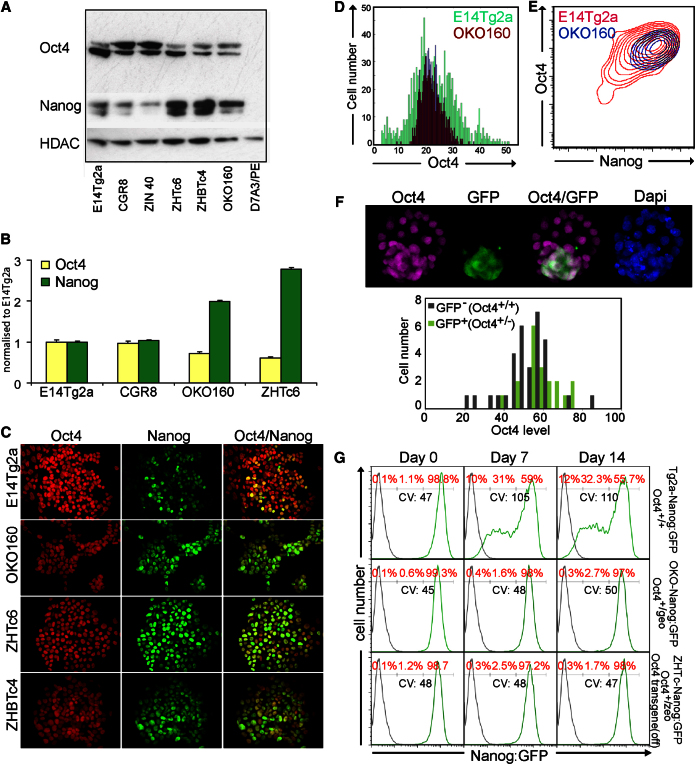 A
Oct4
Nanog
HDAC
E14Tg2a
CGR8
ZIN 40
ZHTc6
ZHBTc4
OKO160
D7A3/PE
B
normalised to E14Tg2a
3
2
1
0
Oct4
Nanog
E14Tg2a
CGR8
OKO160
ZHTc6
C
Oct4
Nanog
Oct4/Nanog
E14Tg2a
OKO160
ZHTc6
ZHBTc4
D
E14Tg2a
OKO160
Cell number
50
40
30
20
10
0
0 10 20 30 40 50
Oct4
E
E14Tg2a
OKO160
Oct4
Nanog
F
Oct4
GFP
Oct4/GFP
Dapi
GFP- (Oct4+/+)
GFP+(Oct4+/-)
Cell number
8
6
4
2
0
0 20 40 60 80 100
Oct4 level
G
Day 0
Day 7
Day 14
0.1% 1.1% 98.8%
CV: 47
10% 31% 59%
CV: 105
12% 32.3% 55.7%
CV: 110
Tg2a-Nanog:GFP
Oct4+/+
0.1% 0.6% 99.3%
CV: 45
0.4% 1.6% 98%
CV: 48
0.3% 2.7% 97%
CV: 50
OKO-Nanog:GFP
Oct4+/geo
0.1% 1.2% 98.7
CV: 48
0.3% 2.5% 97.2%
CV: 48
0.3% 1.7% 98%
CV: 47
ZHTc-Nanog:GFP
Oct4+/zeo
Oct4 transgene(off)
cell number
Nanog:GFP